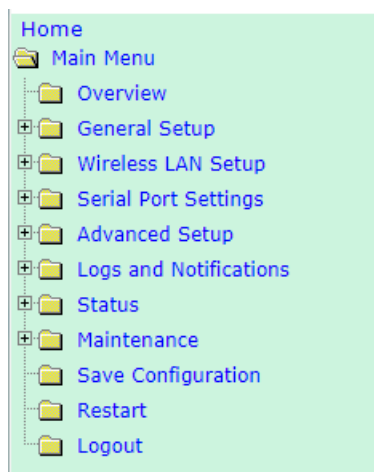 Home
Main Menu
Overview
General Setup
Wireless LAN Setup
Serial Port Settings
Advanced Setup
Logs and Notifications
Status
Maintenance
Save Configuration
Restart
Logout